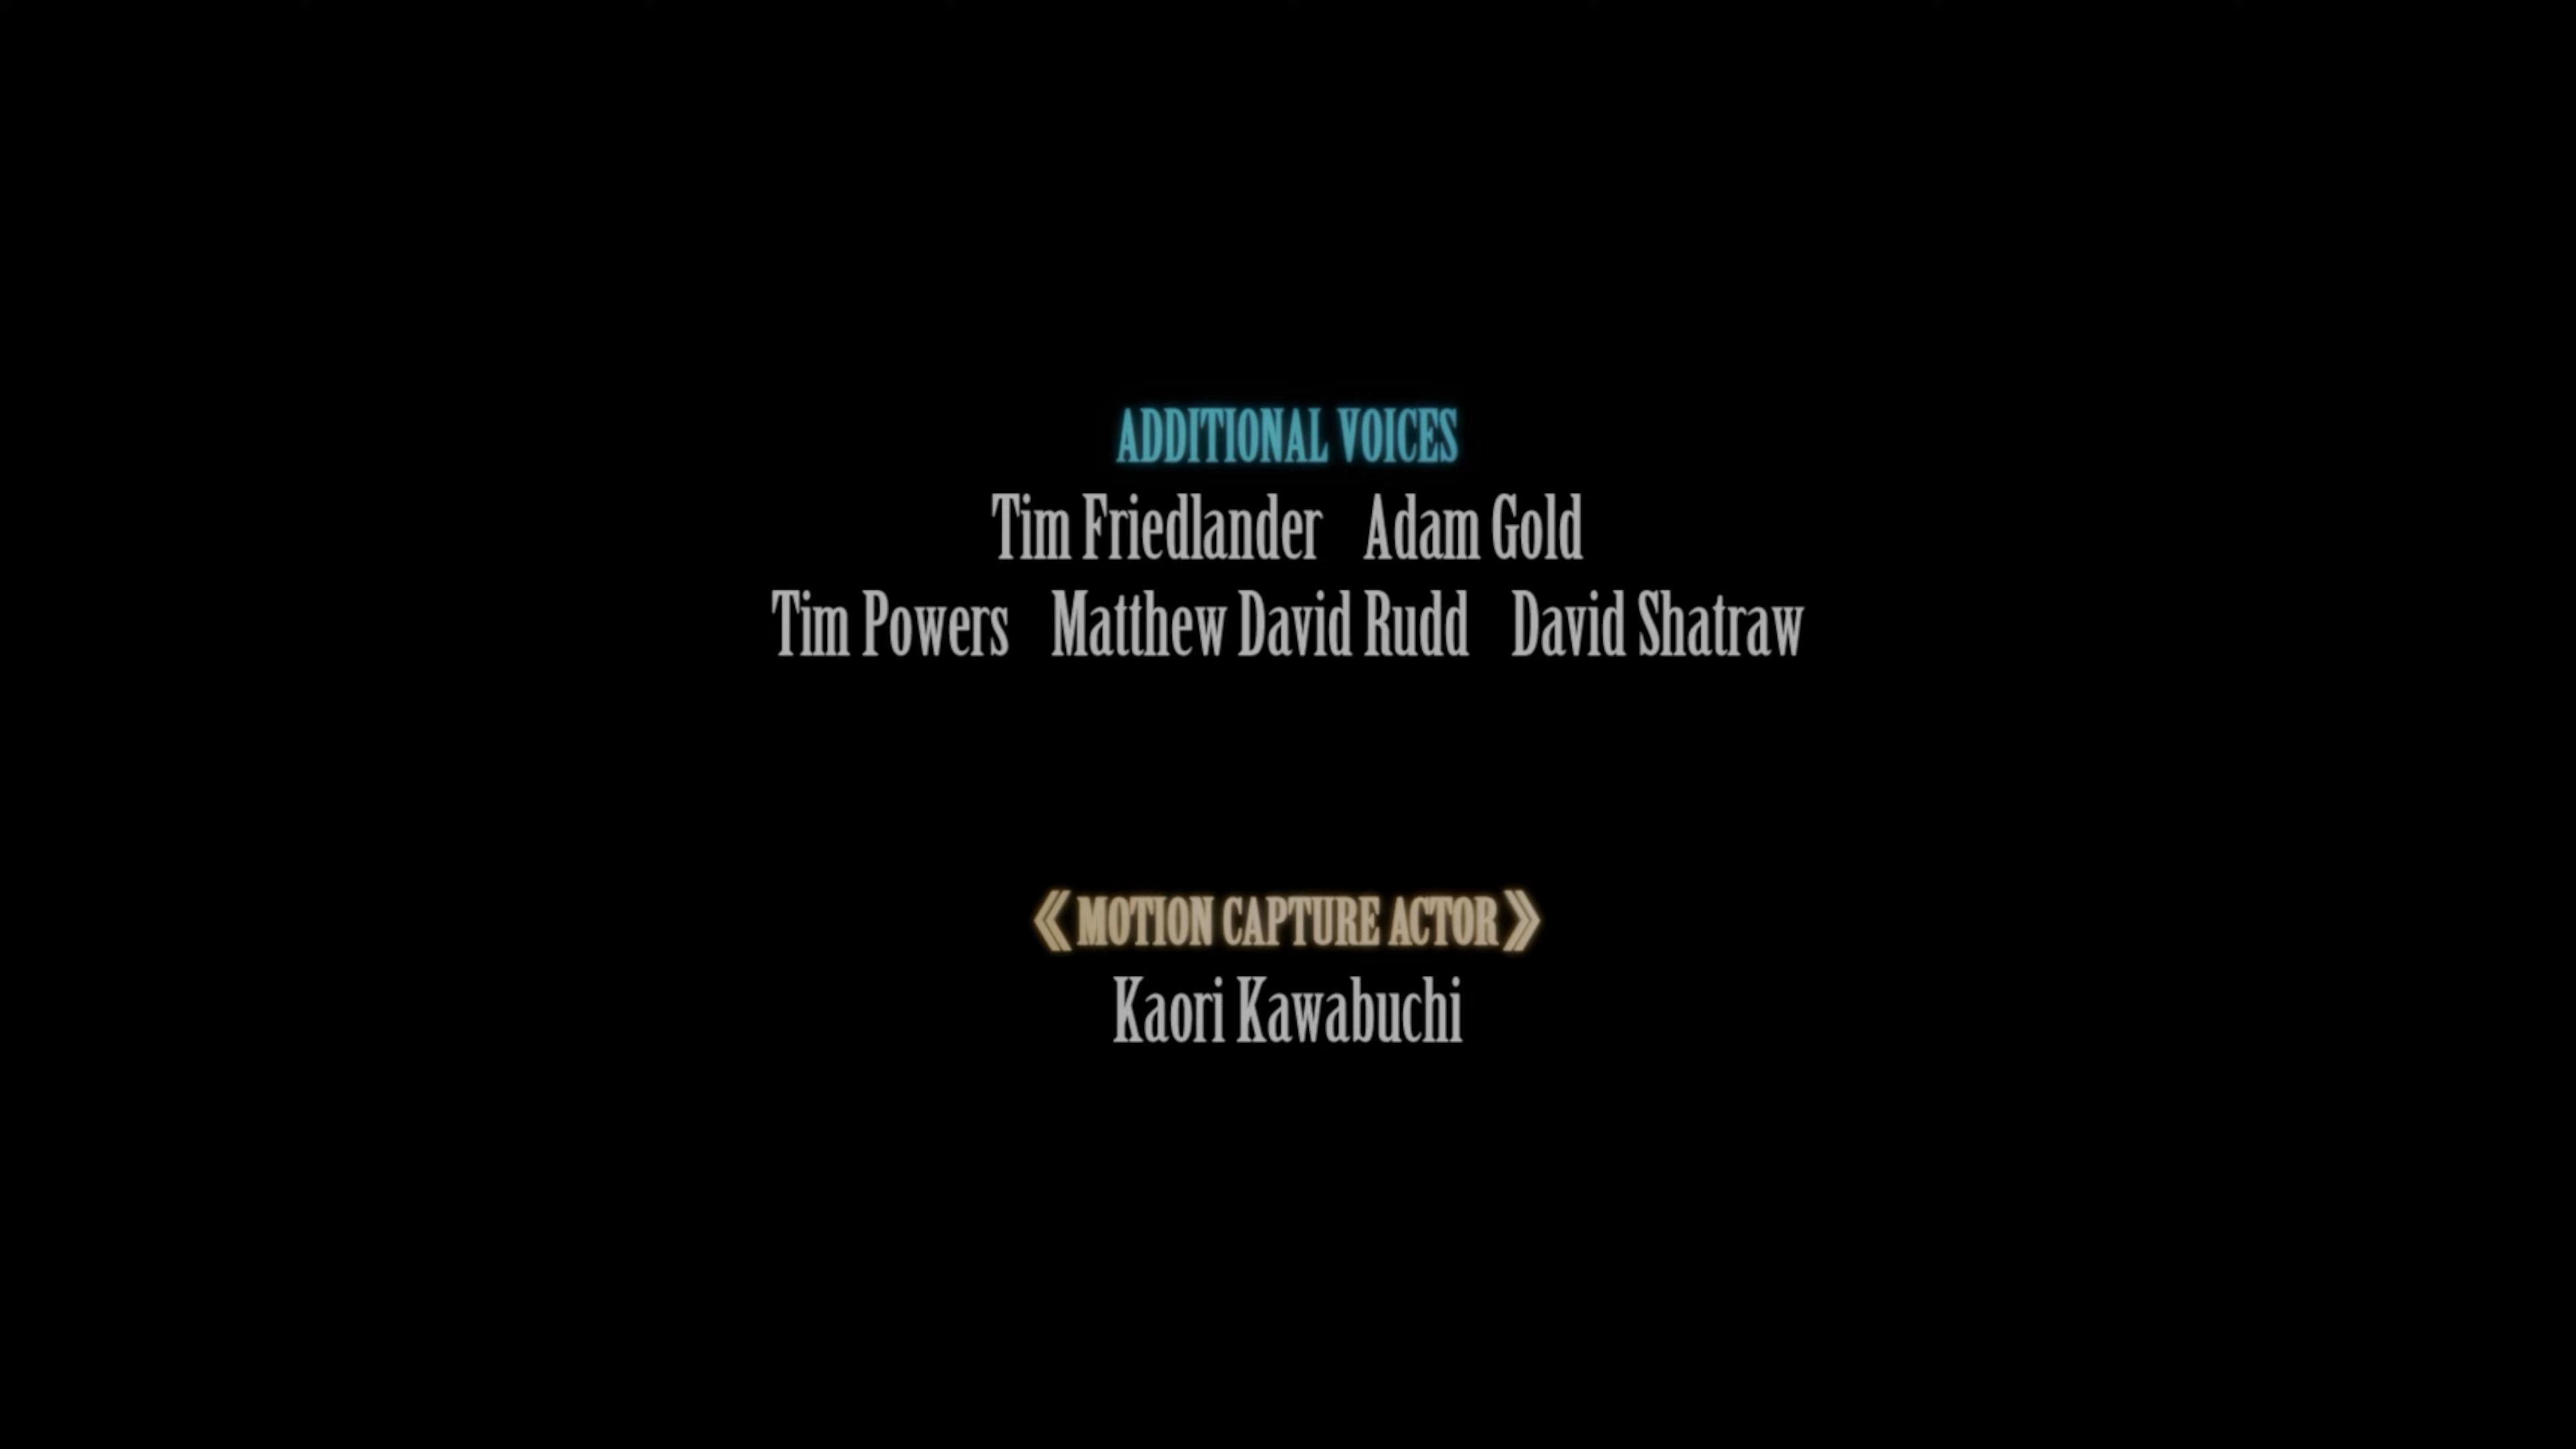 ADDITIONAL VOICES
Tim Friedlander Adam Gold
Tim Powers Matthew David Rudd David Shatraw
《MOTION CAPTURE ACTOR》
Kaori Kawabuchi